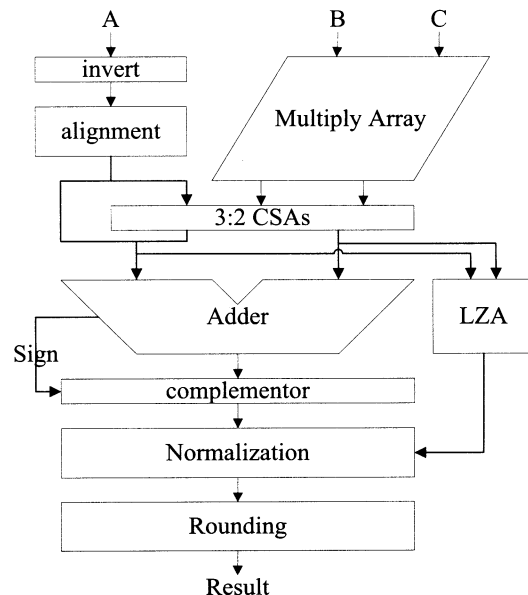 A
B
C
invert
alignment
Multiply Array
3:2 CSAs
Adder
LZA
Sign
complementor
Normalization
Rounding
Result